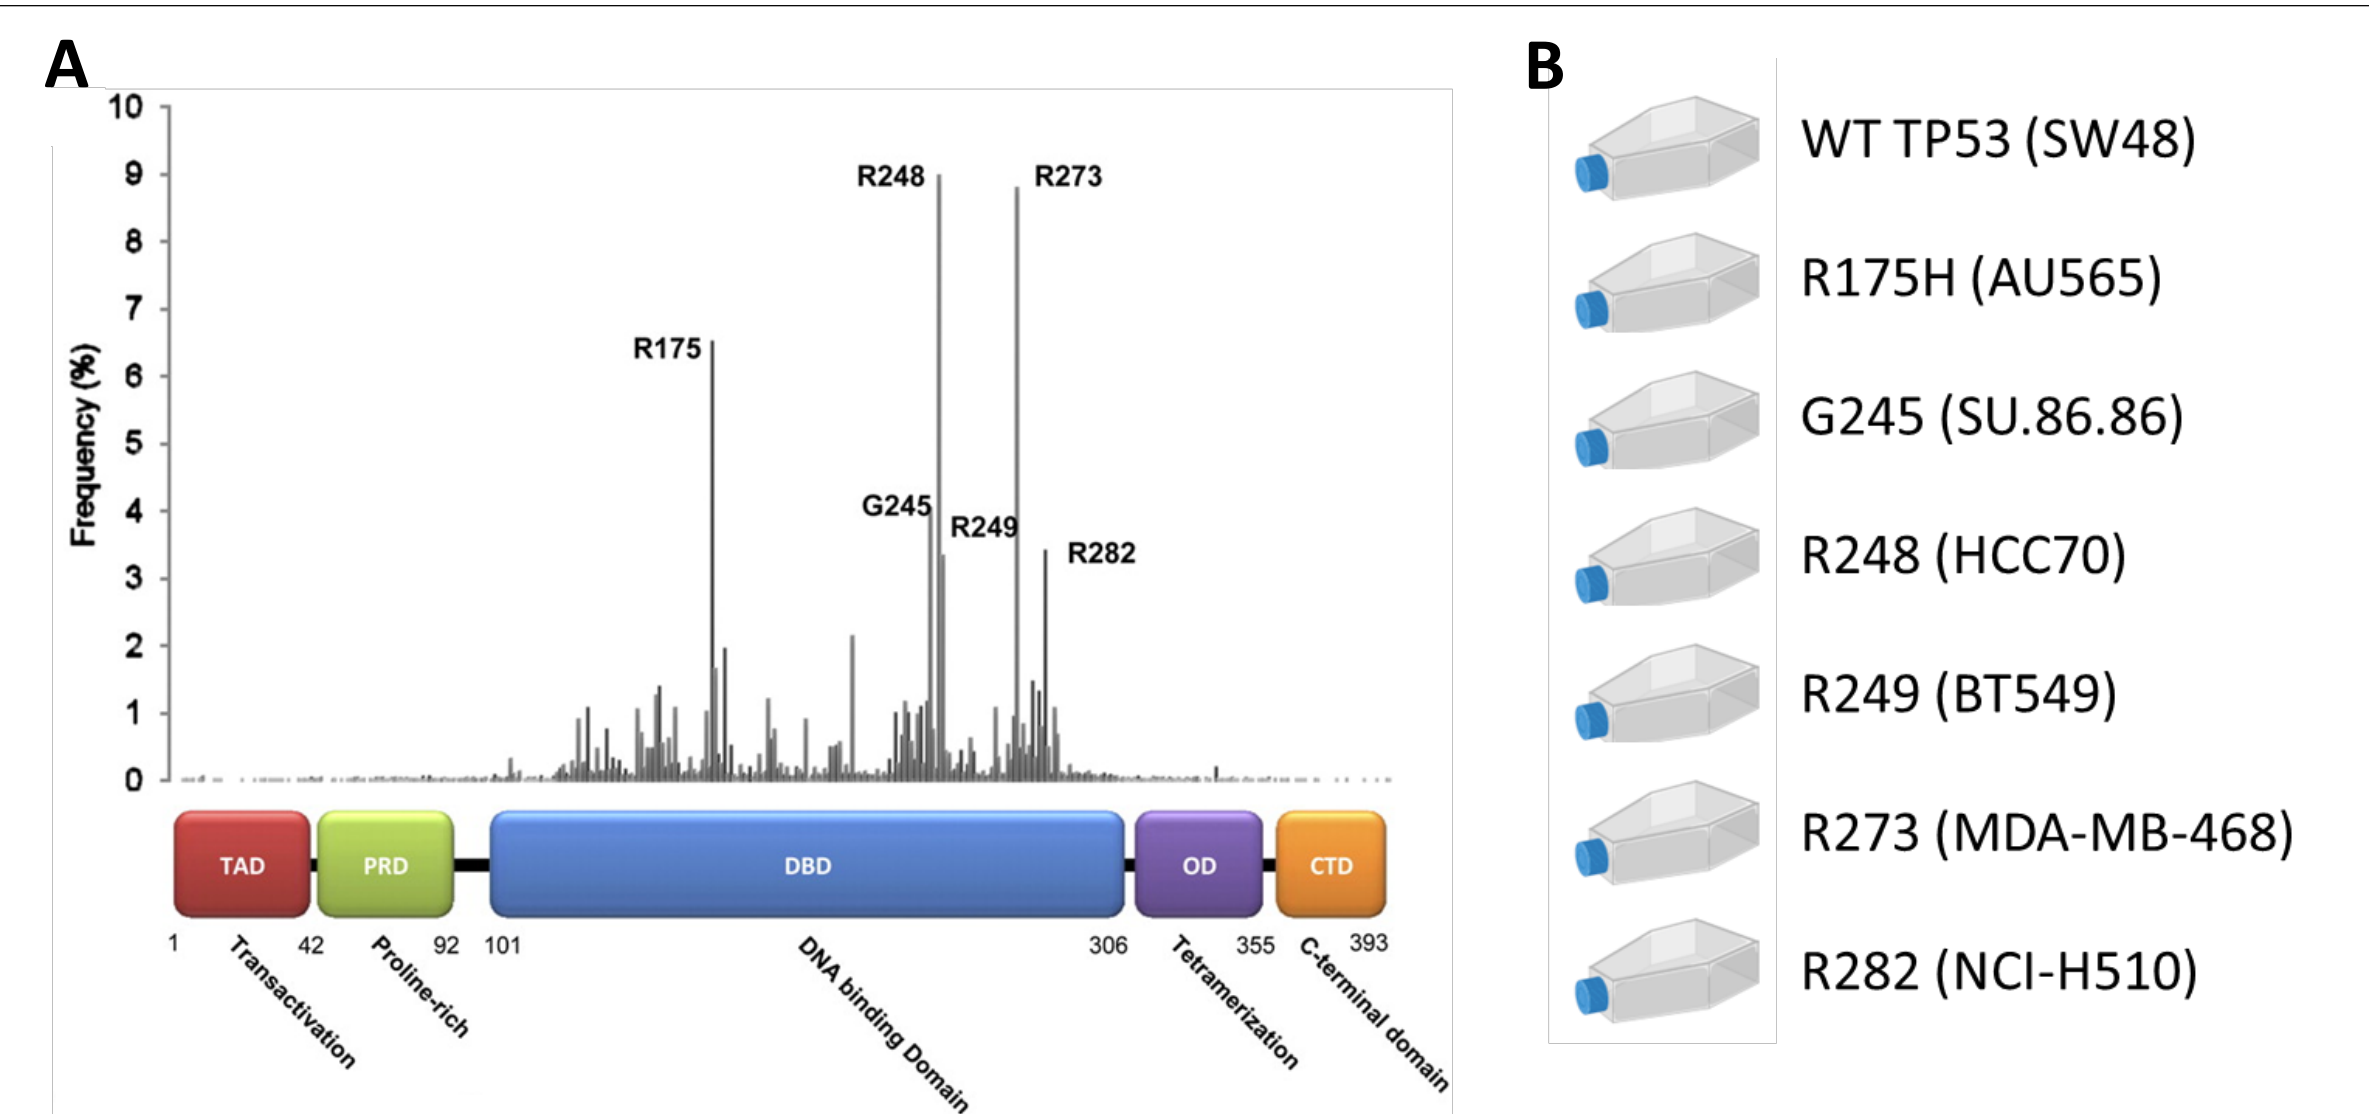 A
10
9
8
7
6
5
4
3
2
1
0
Frequency (%)
R175
R248
R273
G245
R249
R282
TAD
PRD
DBD
OD
CTD
1
42
92
101
306
355
393
Transactivation
Proline-rich
DNA binding Domain
Tetramerization
C-terminal domain
B
WT TP53 (SW48)
R175H (AU565)
G245 (SU.86.86)
R248 (HCC70)
R249 (BT549)
R273 (MDA-MB-468)
R282 (NCI-H510)